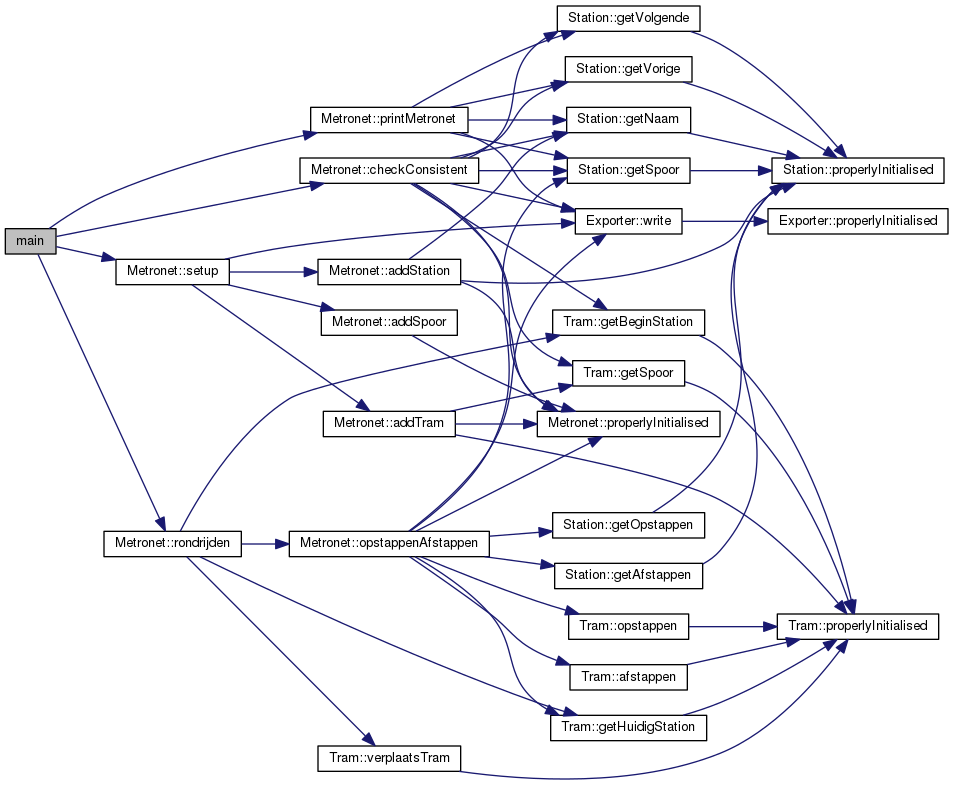 Station::getVolgende
Station::getVorige
Metronet::printMetronet
Station::getNaam
Metronet::checkConsistent
Station::getSpoor
Station::properlyInitialised
Exporter::write
Exporter::properlyInitialised
main
Metronet::setup
Metronet::addStation
Metronet::addSpoor
Tram::getBeginStation
Tram::getSpoor
Metronet::addTram
Metronet::properlyInitialised
Station::getOpstappen
Metronet::rondrijden
Metronet::opstappenAfstappen
Station::getAfstappen
Tram::opstappen
Tram::properlyInitialised
Tram::afstappen
Tram::getHuidigStation
Tram::verplaatsTram